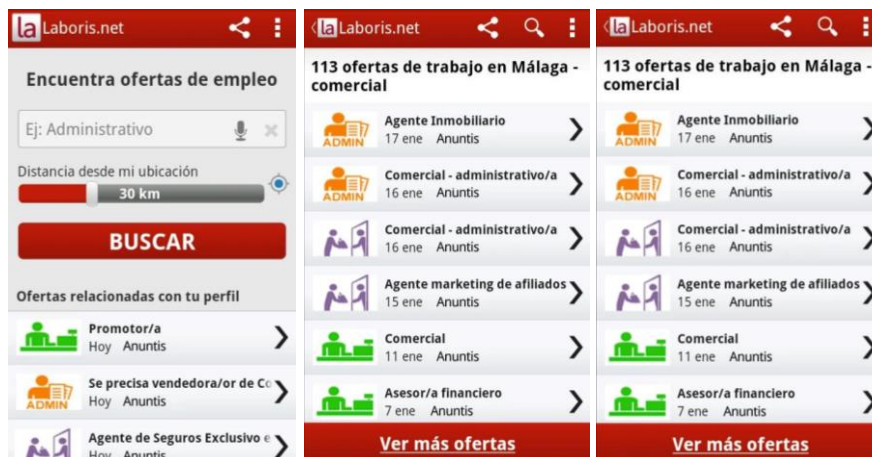 la Laboris.net
Encuentra ofertas de empleo
Ej: Administrativo
Distancia desde mi ubicación
30 km
BUSCAR
Ofertas relacionadas con tu perfil
Promotor/a
Hoy Anuntis
ADMIN
Se precisa vendedora/or de Co
Hoy Anuntis
Agente de Seguros Exclusivo e
Hoy Anuntis
la Laboris.net
113 ofertas de trabajo en Málaga -
comercial
ADMIN
Agente Inmobiliario
17 ene Anuntis
ADMIN
Comercial - administrativo/a
16 ene Anuntis
Comercial - administrativo/a
16 ene Anuntis
Agente marketing de afiliados
15 ene Anuntis
Comercial
11 ene Anuntis
Asesor/a financiero
7 ene Anuntis
Ver más ofertas
la Laboris.net
113 ofertas de trabajo en Málaga -
comercial
ADMIN
Agente Inmobiliario
17 ene Anuntis
ADMIN
Comercial - administrativo/a
16 ene Anuntis
Comercial - administrativo/a
16 ene Anuntis
Agente marketing de afiliados
15 ene Anuntis
Comercial
11 ene Anuntis
Asesor/a financiero
7 ene Anuntis
Ver más ofertas